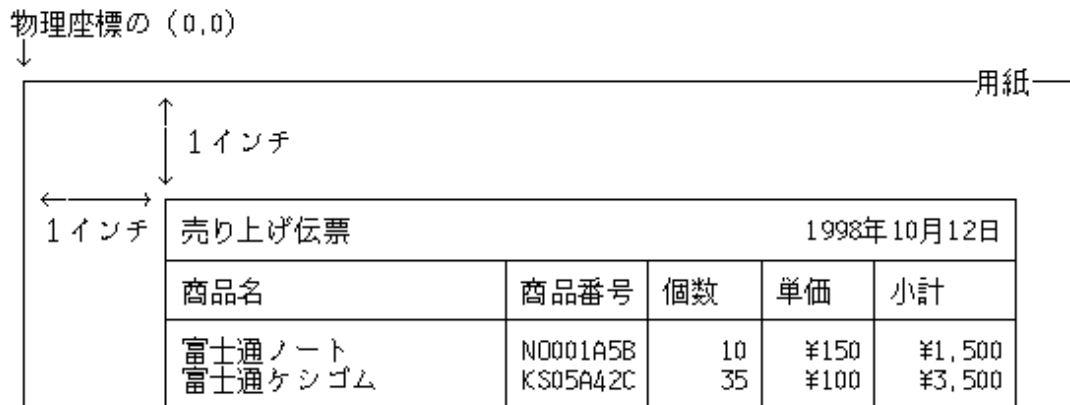 物理座標の（0,0）
用紙
１インチ
１インチ
売り上げ伝票 1998年10月12日
商品名 商品番号 個数 単価 小計
富士通ノート NO001A5B 10 ¥150 ¥1,500
富士通ケシゴム KS05A42C 35 ¥100 ¥3,500